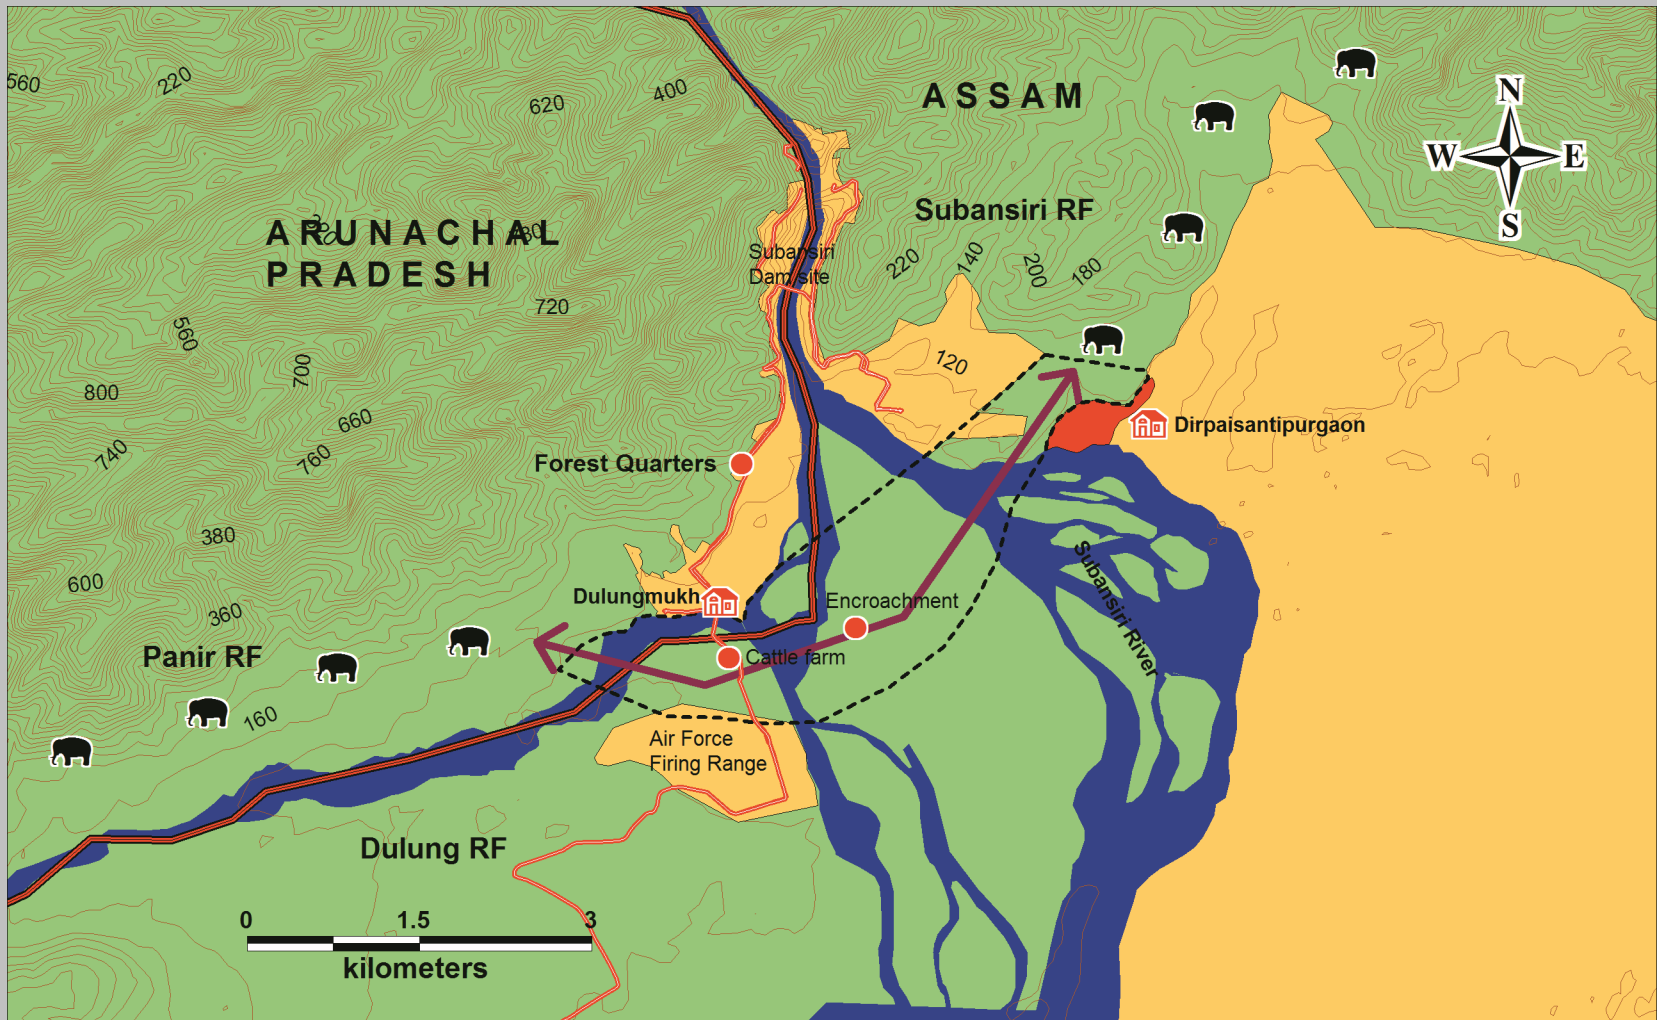 560
220
620
400
ASSAM
N
W E
S
Subansiri RF
ARUNACHAL
PRADESH
Subansiri
Dam site
220
140
200
180
720
560
120
700
800
660
Dirpaisantipurgaon
740
760
Forest Quarters
380
600
360
Dulungmukh
Encroachment
Subansiri River
Panir RF
Cattle farm
160
Air Force
Firing Range
Dulung RF
0 1.5 3
kilometers